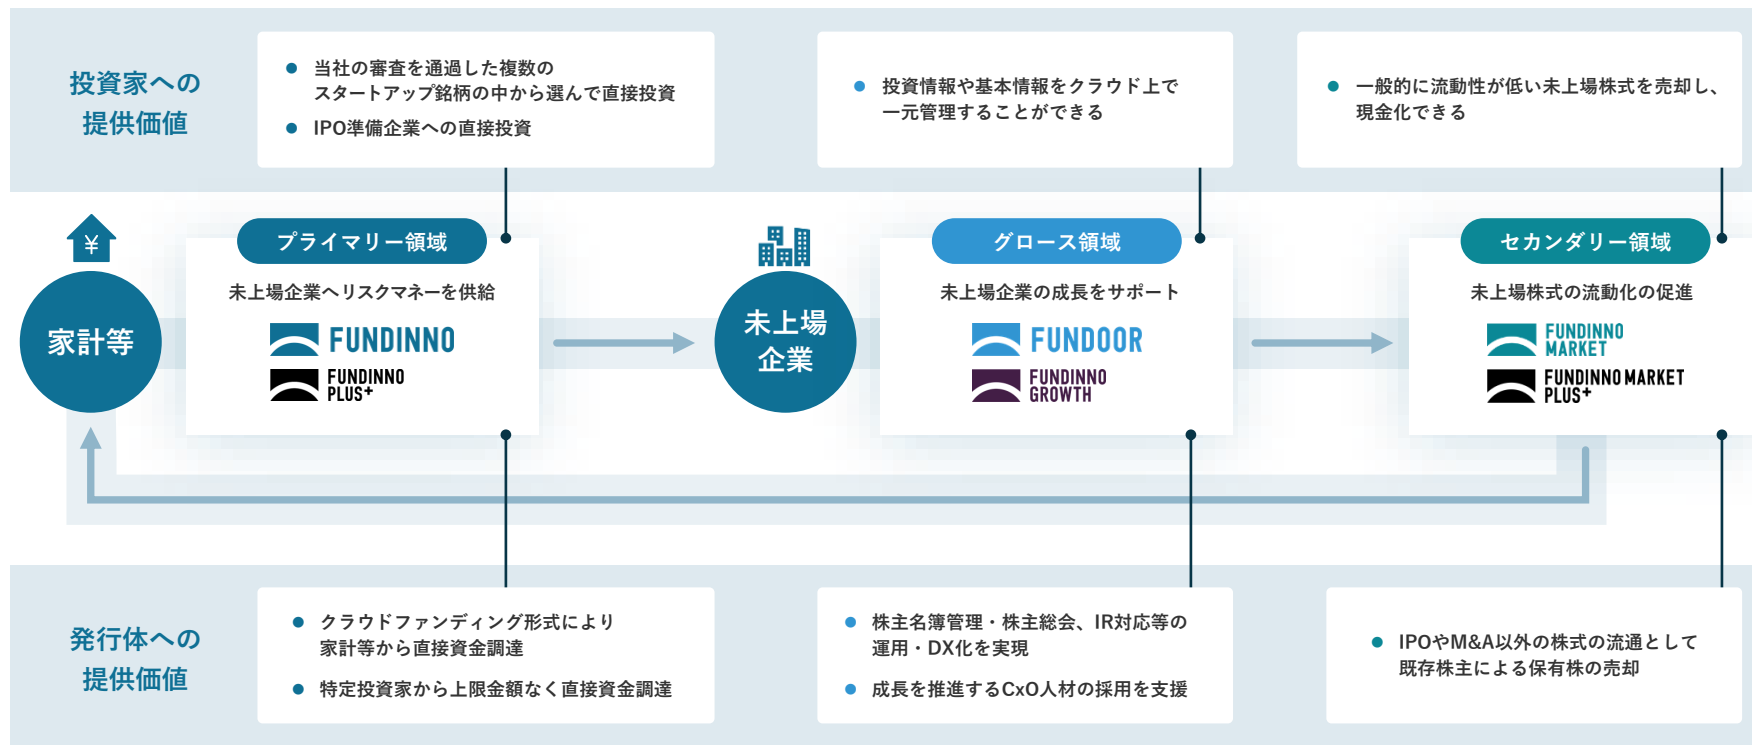 投資家への
提供価値
当社の審査を通過した複数の
スタートアップ銘柄の中から選んで直接投資
IPO準備企業への直接投資
投資情報や基本情報をクラウド上で
一元管理することができる
一般的に流動性が低い未上場株式を売却し、
現金化できる
¥
家計等
プライマリー領域
未上場企業へリスクマネーを供給
FUNDINNO
FUNDINNO
PLUS+
未上場
企業
グロース領域
未上場企業の成長をサポート
FUNDOOR
FUNDINNO
GROWTH
セカンダリー領域
未上場株式の流動化の促進
FUNDINNO
MARKET
FUNDINNO MARKET
PLUS+
発行体への
提供価値
クラウドファンディング形式により
家計等から直接資金調達
特定投資家から上限金額なく直接資金調達
株主名簿管理・株主総会、IR対応等の
運用・DX化を実現
成長を推進するCxO人材の採用を支援
IPOやM&A以外の株式の流通として
既存株主による保有株の売却